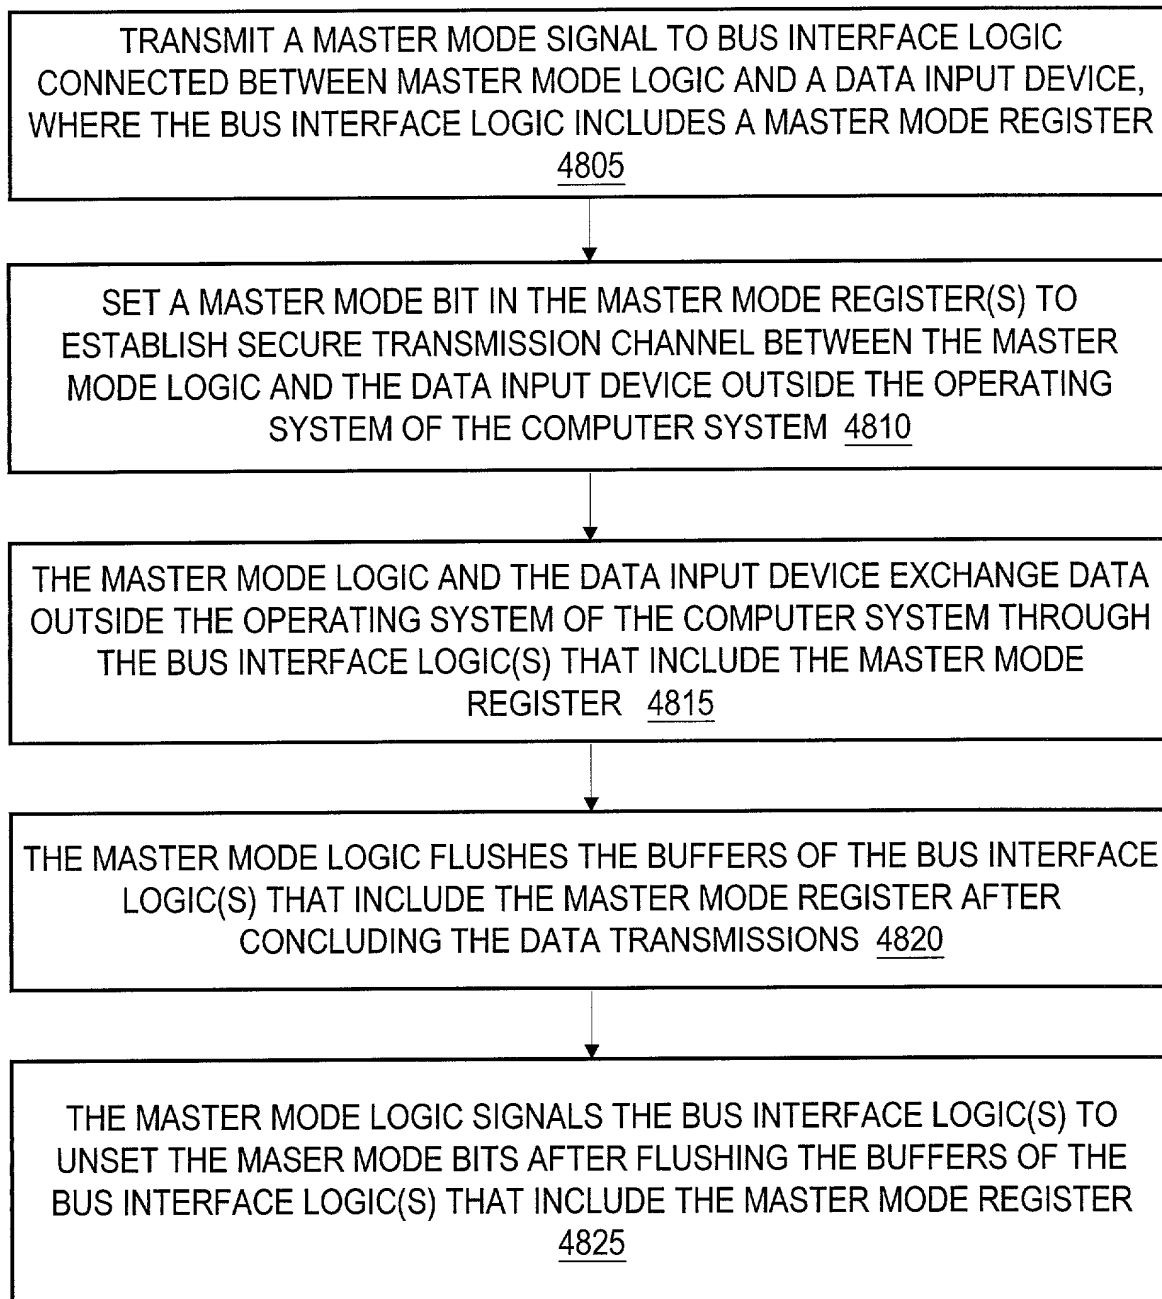 TRANSMIT A MASTER MODE SIGNAL TO BUS INTERFACE LOGIC
CONNECTED BETWEEN MASTER MODE LOGIC AND A DATA INPUT DEVICE,
WHERE THE BUS INTERFACE LOGIC INCLUDES A MASTER MODE REGISTER
4805
SET A MASTER MODE BIT IN THE MASTER MODE REGISTER(S) TO
ESTABLISH SECURE TRANSMISSION CHANNEL BETWEEN THE MASTER
MODE LOGIC AND THE DATA INPUT DEVICE OUTSIDE THE OPERATING
SYSTEM OF THE COMPUTER SYSTEM 4810
THE MASTER MODE LOGIC AND THE DATA INPUT DEVICE EXCHANGE DATA
OUTSIDE THE OPERATING SYSTEM OF THE COMPUTER SYSTEM THROUGH
THE BUS INTERFACE LOGIC(S) THAT INCLUDE THE MASTER MODE
REGISTER 4815
THE MASTER MODE LOGIC FLUSHES THE BUFFERS OF THE BUS INTERFACE
LOGIC(S) THAT INCLUDE THE MASTER MODE REGISTER AFTER
CONCLUDING THE DATA TRANSMISSIONS 4820
THE MASTER MODE LOGIC SIGNALS THE BUS INTERFACE LOGIC(S) TO
UNSET THE MASER MODE BITS AFTER FLUSHING THE BUFFERS OF THE
BUS INTERFACE LOGIC(S) THAT INCLUDE THE MASTER MODE REGISTER
4825